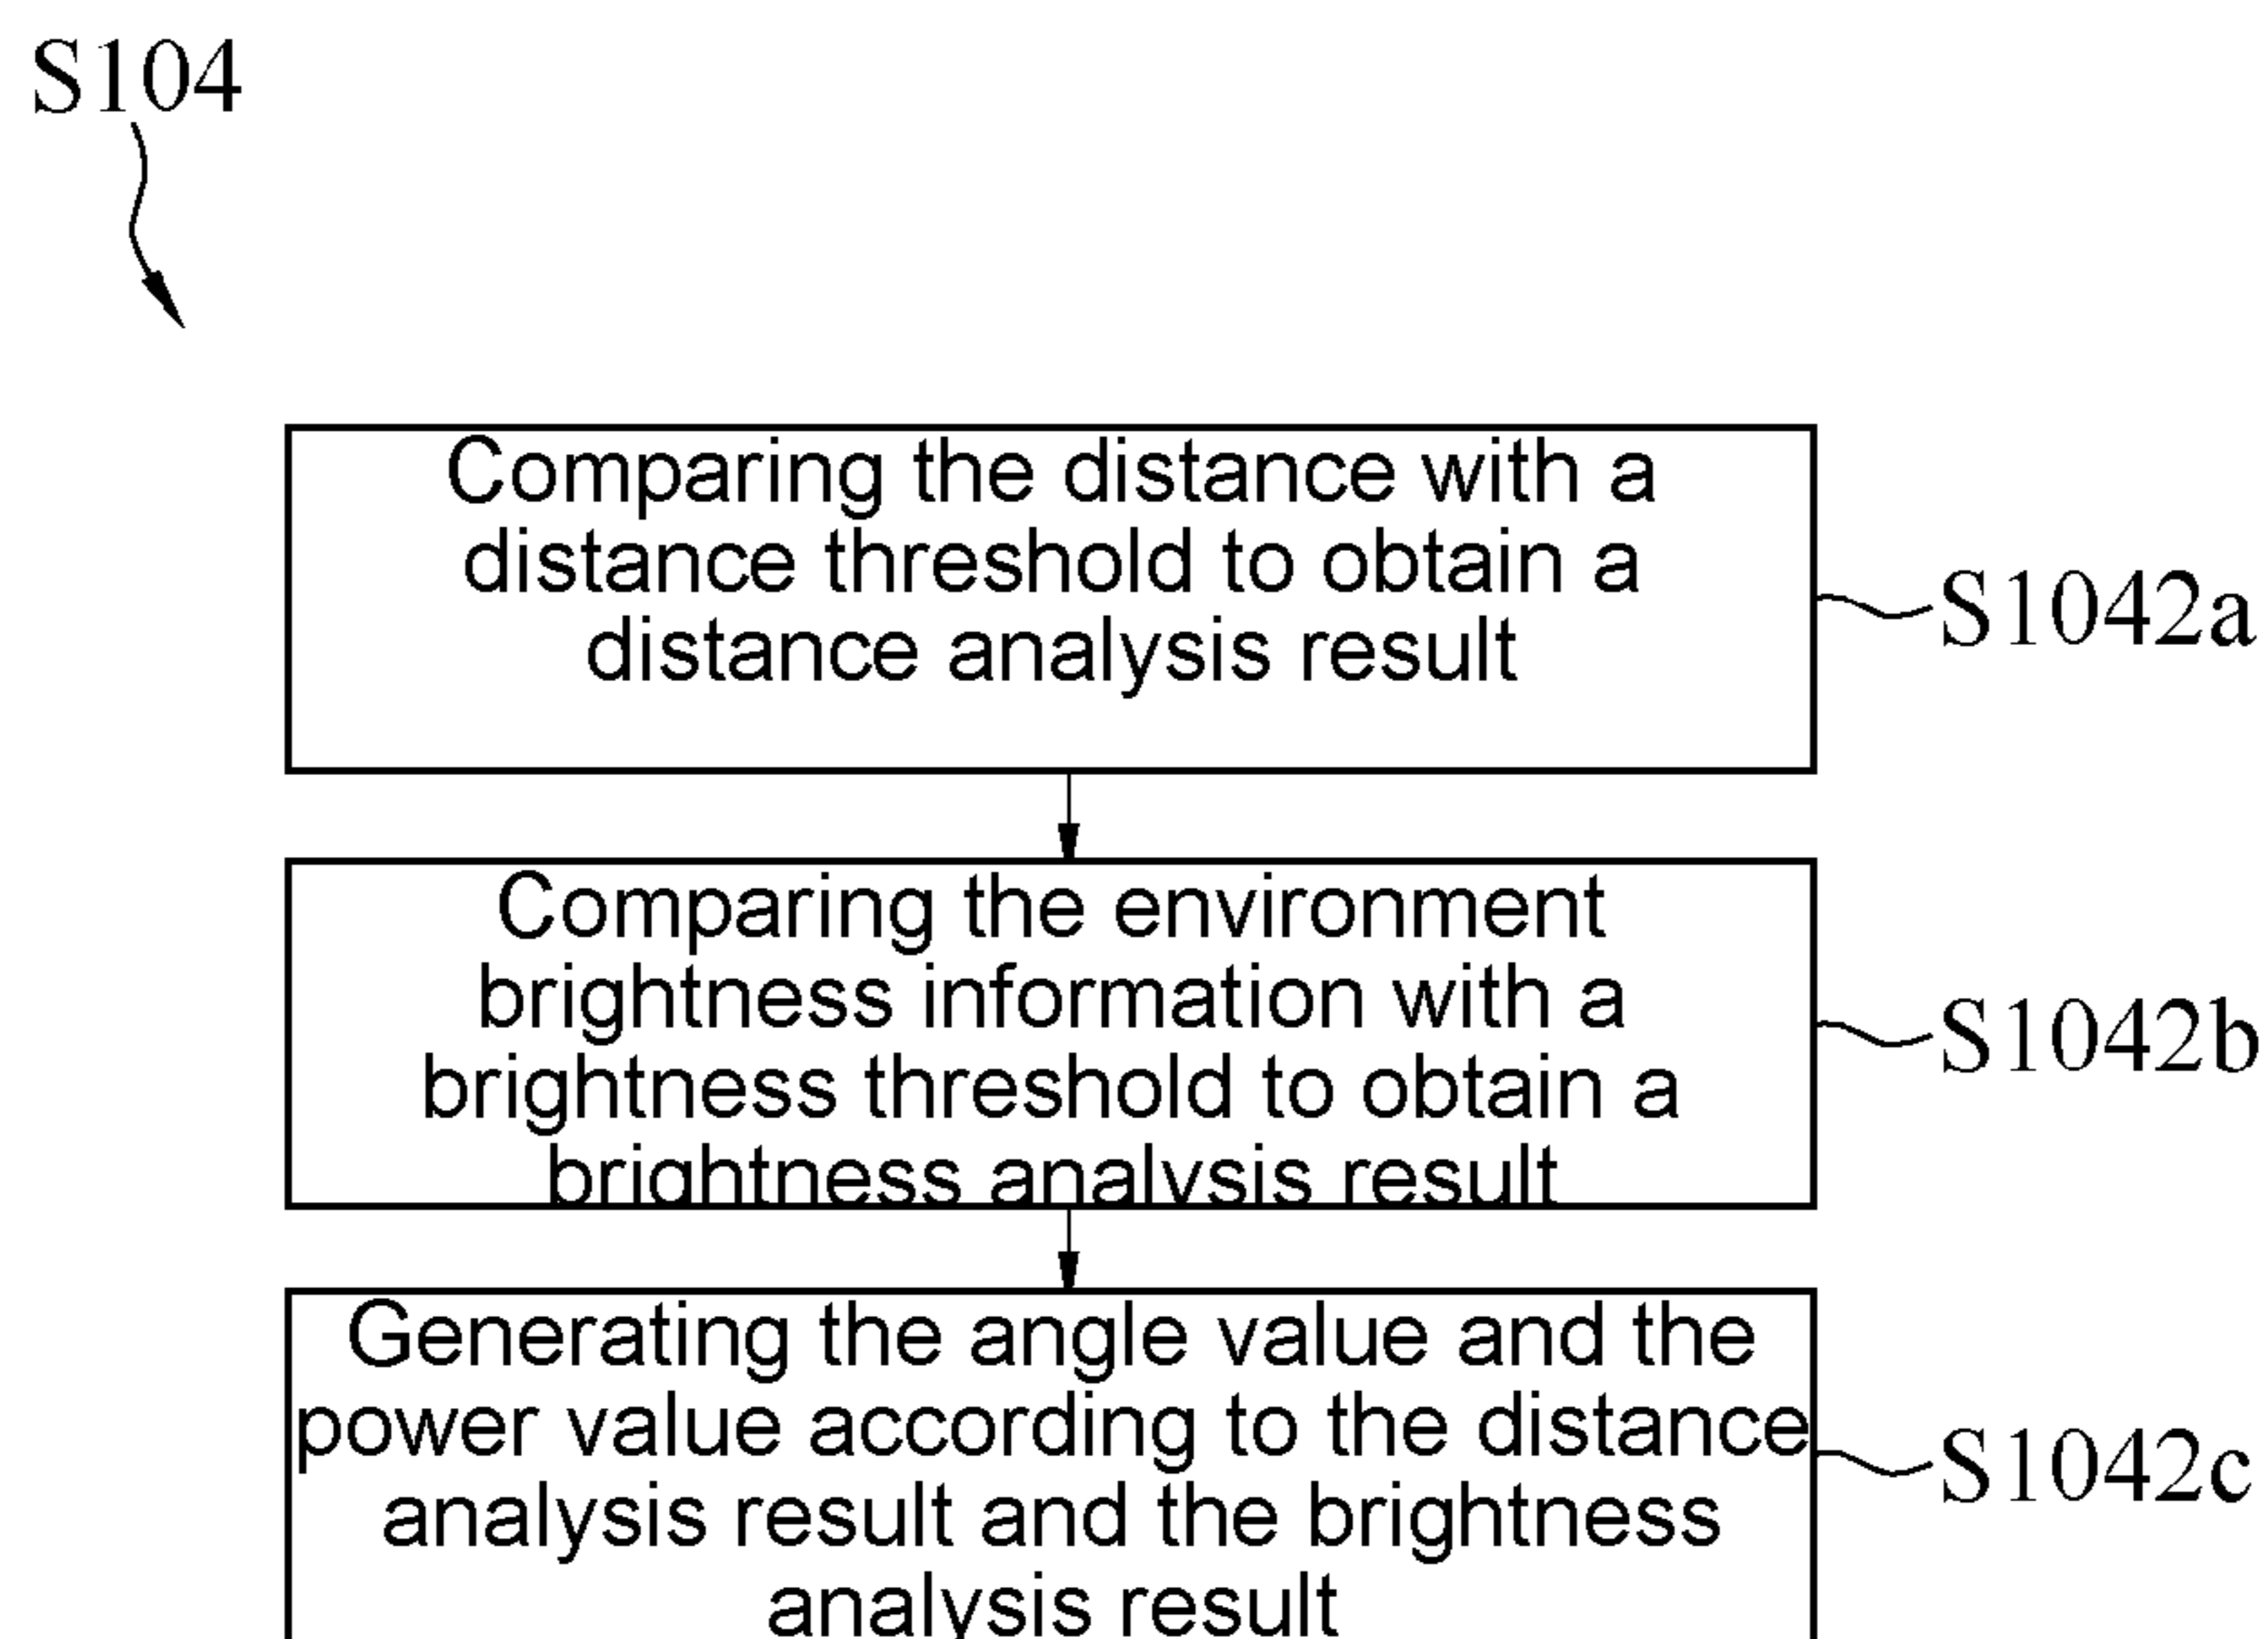 S104
Comparing the distance with a
distance threshold to obtain a
distance analysis result
S1042a
Comparing the environment
brightness information with a
brightness threshold to obtain a
brightness analysis result
S1042b
Generating the angle value and the
power value according to the distance
analysis result and the brightness
analysis result
S1042c